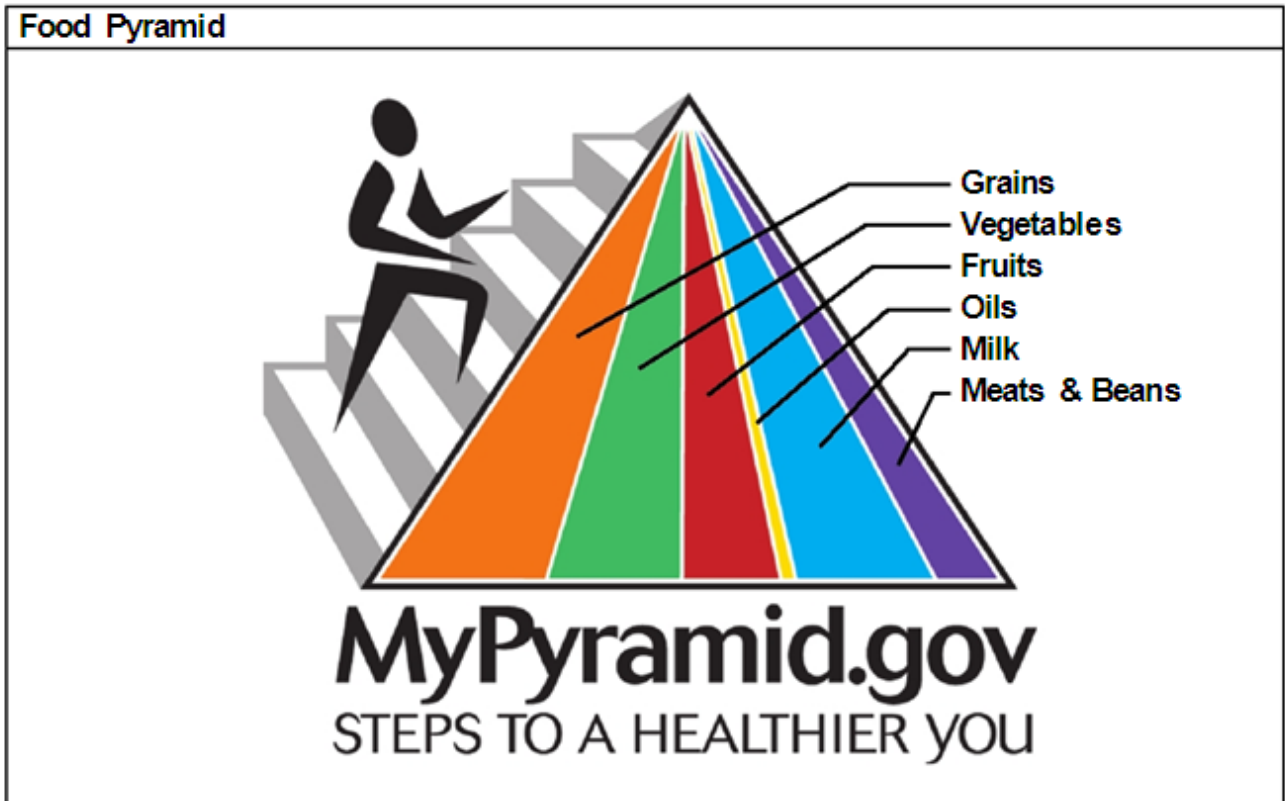 Food Pyramid
Grains
Vegetables
Fruits
Oils
Milk
Meats & Beans
MyPyramid.gov
STEPS TO A HEALTHIER YOU